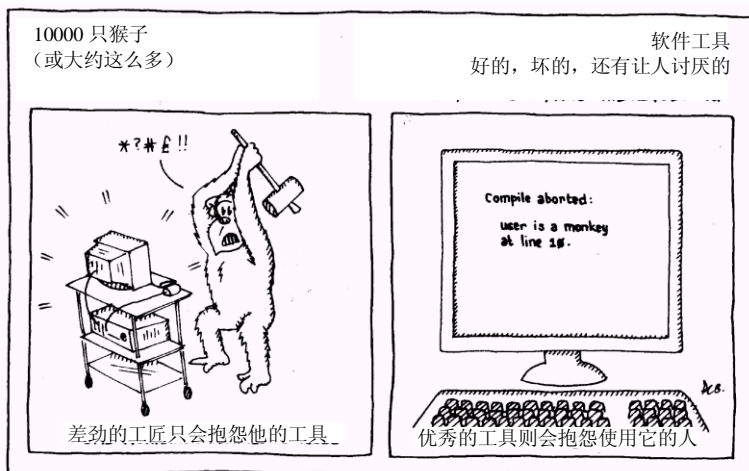 10000 只猴子
（或大约这么多）
软件工具
好的，坏的，还有让人讨厌的
*?#£!!
差劲的工匠只会抱怨他的工具
Compile aborted:
user is a monkey
at line 10.
优秀的工具则会抱怨使用它的人